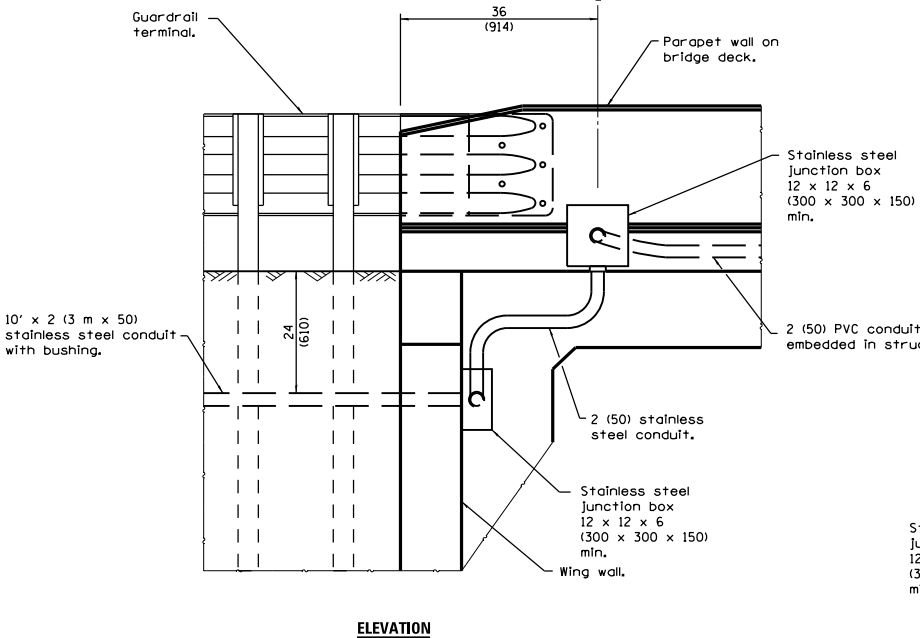 36
(914)
Guardrail
terminal.
Parapet wall on
bridge deck.
Stainless steel
junction box
12 x 12 x 6
(300 x 300 x 150)
min.
24
(610)
10' x 2 (3 m x 50)
stainless steel conduit
with bushing.
2 (50) PVC conduit
embedded in
2 (50) stainless
steel conduit.
Stainless steel
junction box
12 x 12 x 6
(300 x 300 x 150)
min.
Wing wall.
ELEVATION